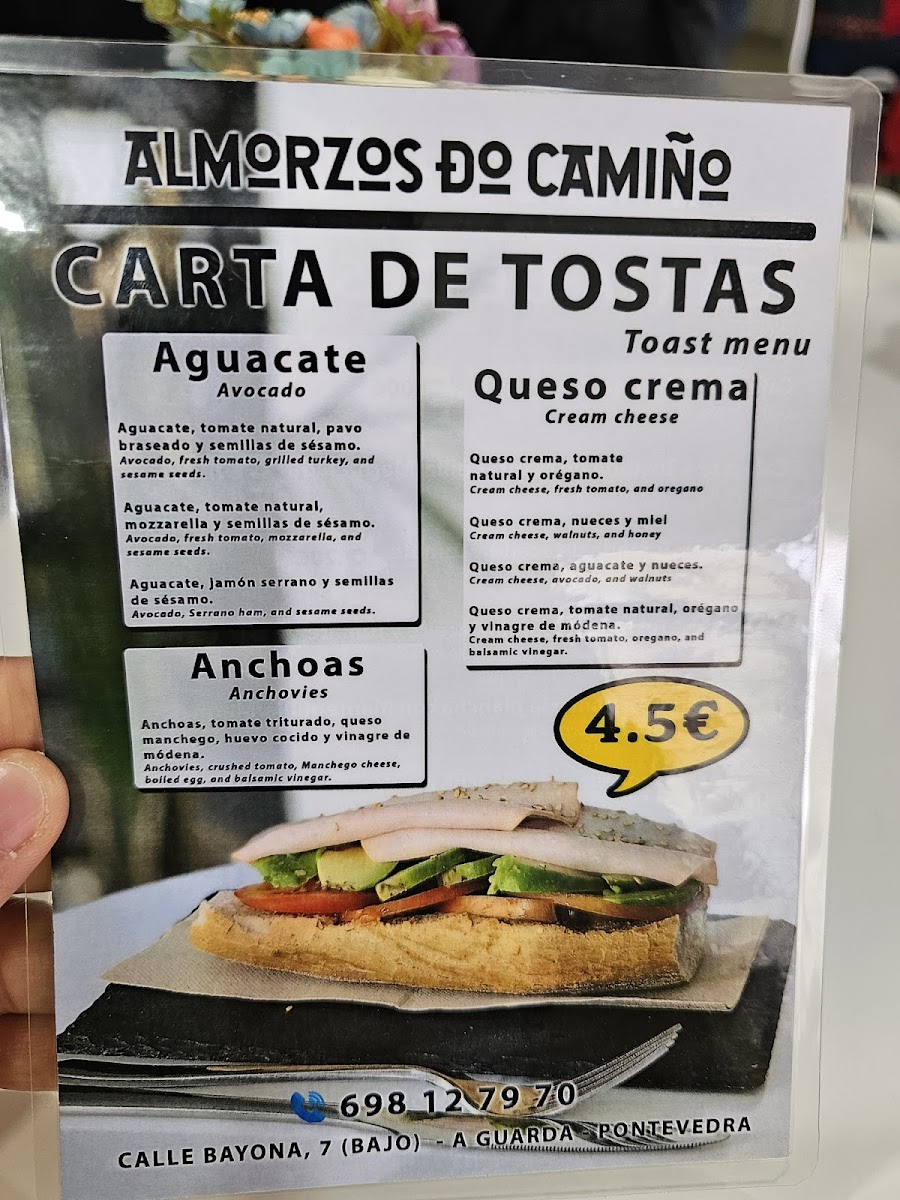 ALMORZOS DO CAMIÑO
CARTA DE TOSTAS
Toast menu
Aguacate
Avocado
Aguacate, tomate natural, pavo
braseado y semillas de sésamo.
Avocado, fresh tomato, grilled turkey, and
sesame seeds.
Aguacate, tomate natural,
mozzarella y semillas de sésamo.
Avocado, fresh tomato, mozzarella, and
sesame seeds.
Aguacate, jamón serrano y semillas
de sésamo.
Avocado, Serrano ham, and sesame seeds.
Anchoas
Anchovies
Anchoas, tomate triturado, queso
manchego, huevo cocido y vinagre de
módena.
Anchovies, crushed tomato, Manchego cheese,
boiled egg, and balsamic vinegar.
Queso crema
Cream cheese
Queso crema, tomate
natural y orégano.
Cream cheese, fresh tomato, and oregano
Queso crema, nueces y miel
Cream cheese, walnuts, and honey
Queso crema, aguacate y nueces.
Cream cheese, avocado, and walnuts
Queso crema, tomate natural, orégano
y vinagre de módena.
Cream cheese, fresh tomato, oregano, and
balsamic vinegar.
4.5€
698 12 79 70
CALLE BAYONA, 7 (BAJO) - A GUARDA - PONTEVEDRA